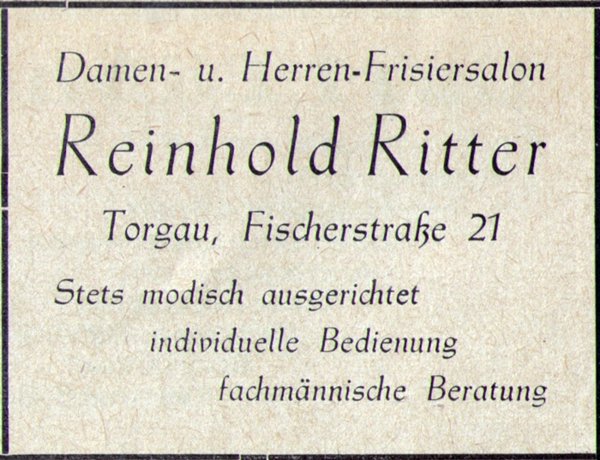 Damen- u. Herren-Frisiersalon
Reinhold Ritter
Torgau, Fischerstraße 21
Stets modisch ausgerichtet
individuelle Bedienung
fachmännische Beratung